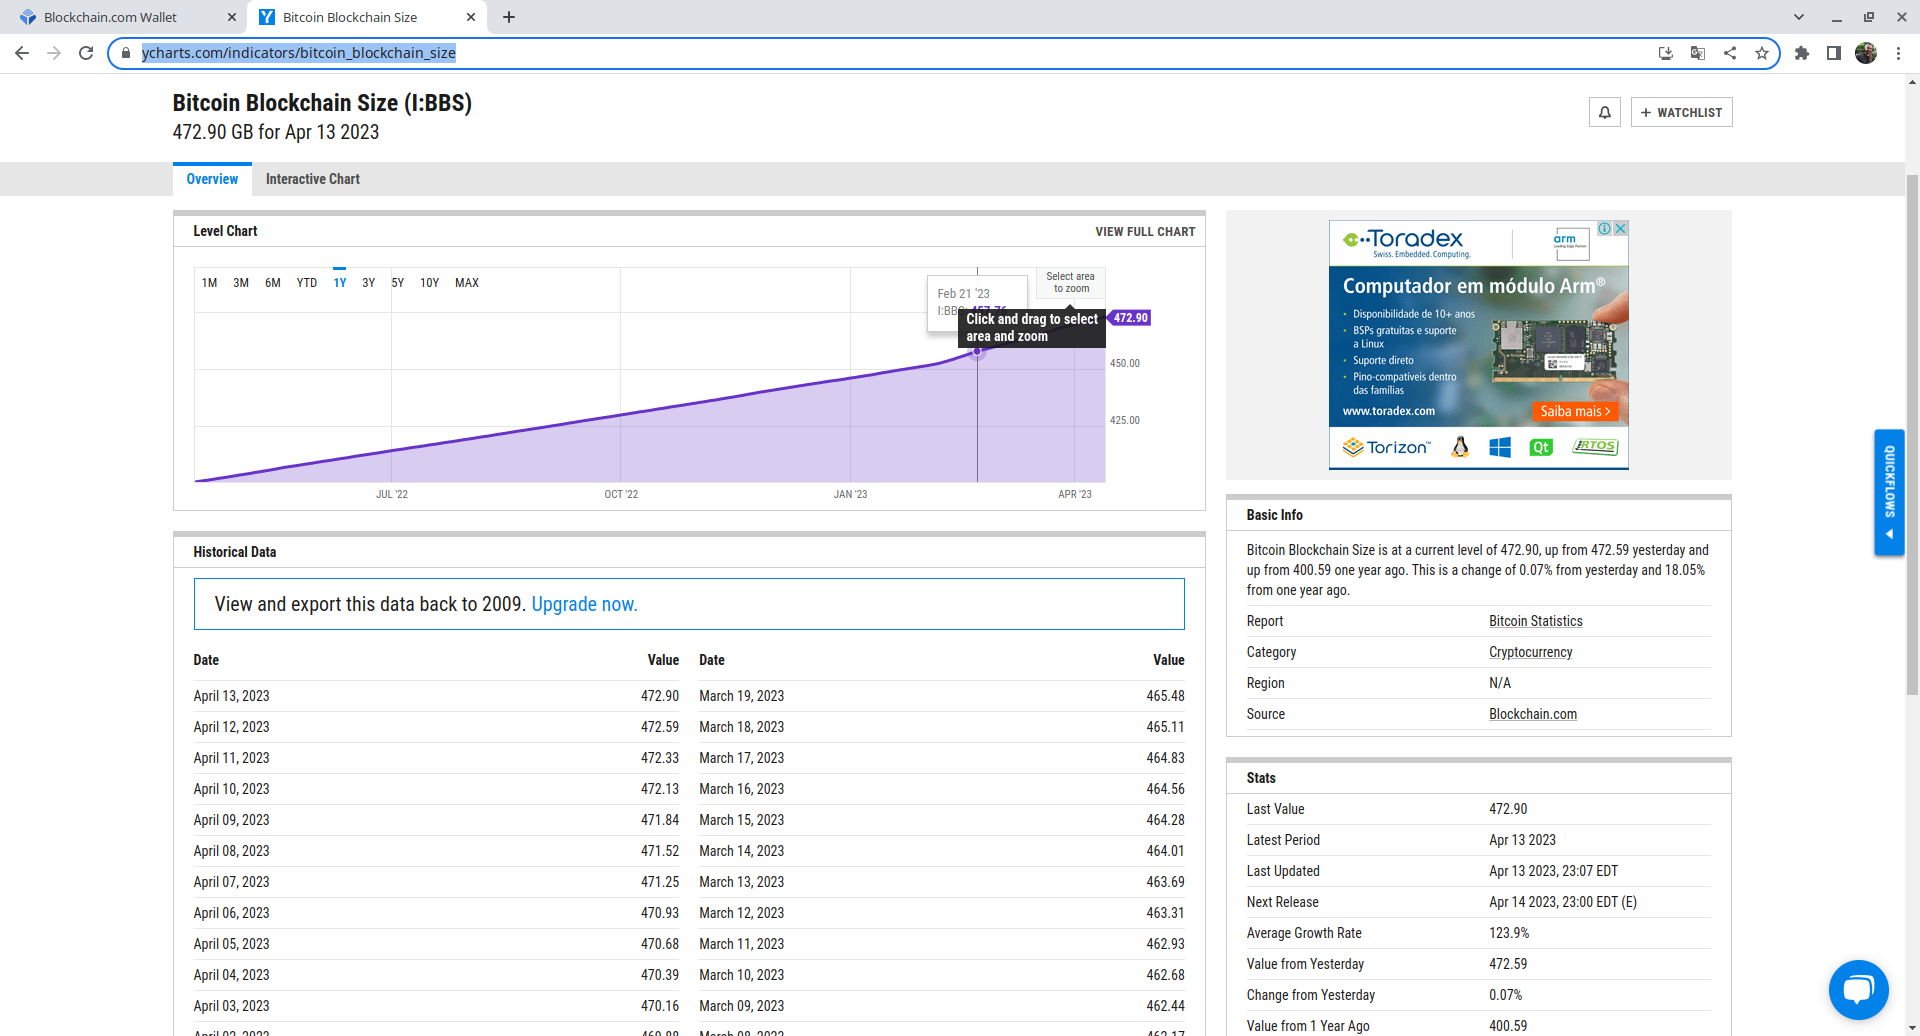 Blockchain.com Wallet
Bitcoin Blockchain Size
ycharts.com/indicators/bitcoin_blockchain_size
Bitcoin Blockchain Size (I:BBS)
472.90 GB for Apr 13 2023
+ WATCHLIST
Overview
Interactive Chart
Level Chart
VIEW FULL CHART
1M 3M 6M YTD 1Y 3Y 5Y 10Y MAX
Feb 21 '23
I:BBS: 457.76
Select area
to zoom
Click and drag to select
area and zoom
472.90
450.00
425.00
JUL '22 OCT '22 JAN '23 APR '23
Historical Data
View and export this data back to 2009. Upgrade now.
Date Value Date Value
April 13, 2023 472.90 March 19, 2023 465.48
April 12, 2023 472.59 March 18, 2023 465.11
April 11, 2023 472.33 March 17, 2023 464.83
April 10, 2023 472.13 March 16, 2023 464.56
April 09, 2023 471.84 March 15, 2023 464.28
April 08, 2023 471.52 March 14, 2023 464.01
April 07, 2023 471.25 March 13, 2023 463.69
April 06, 2023 470.93 March 12, 2023 463.31
April 05, 2023 470.68 March 11, 2023 462.93
April 04, 2023 470.39 March 10, 2023 462.68
April 03, 2023 470.16 March 09, 2023 462.44
April 02, 2023 469.88 March 08, 2023 462.17
Toradex
Swiss. Embedded. Computing.
arm
Computador em módulo Arm®
• Disponibilidade de 10+ anos
• BSPs gratuitas e suporte
a Linux
• Suporte direto
• Pino-compatíveis dentro
das famílias
www.toradex.com
Saiba mais >
Torizon™
Qt
RTOS
QUICKFLOWS
Basic Info
Bitcoin Blockchain Size is at a current level of 472.90, up from 472.59 yesterday and
up from 400.59 one year ago. This is a change of 0.07% from yesterday and 18.05%
from one year ago.
Report Bitcoin Statistics
Category Cryptocurrency
Region N/A
Source Blockchain.com
Stats
Last Value 472.90
Latest Period Apr 13 2023
Last Updated Apr 13 2023, 23:07 EDT
Next Release Apr 14 2023, 23:00 EDT (E)
Average Growth Rate 123.9%
Value from Yesterday 472.59
Change from Yesterday 0.07%
Value from 1 Year Ago 400.59